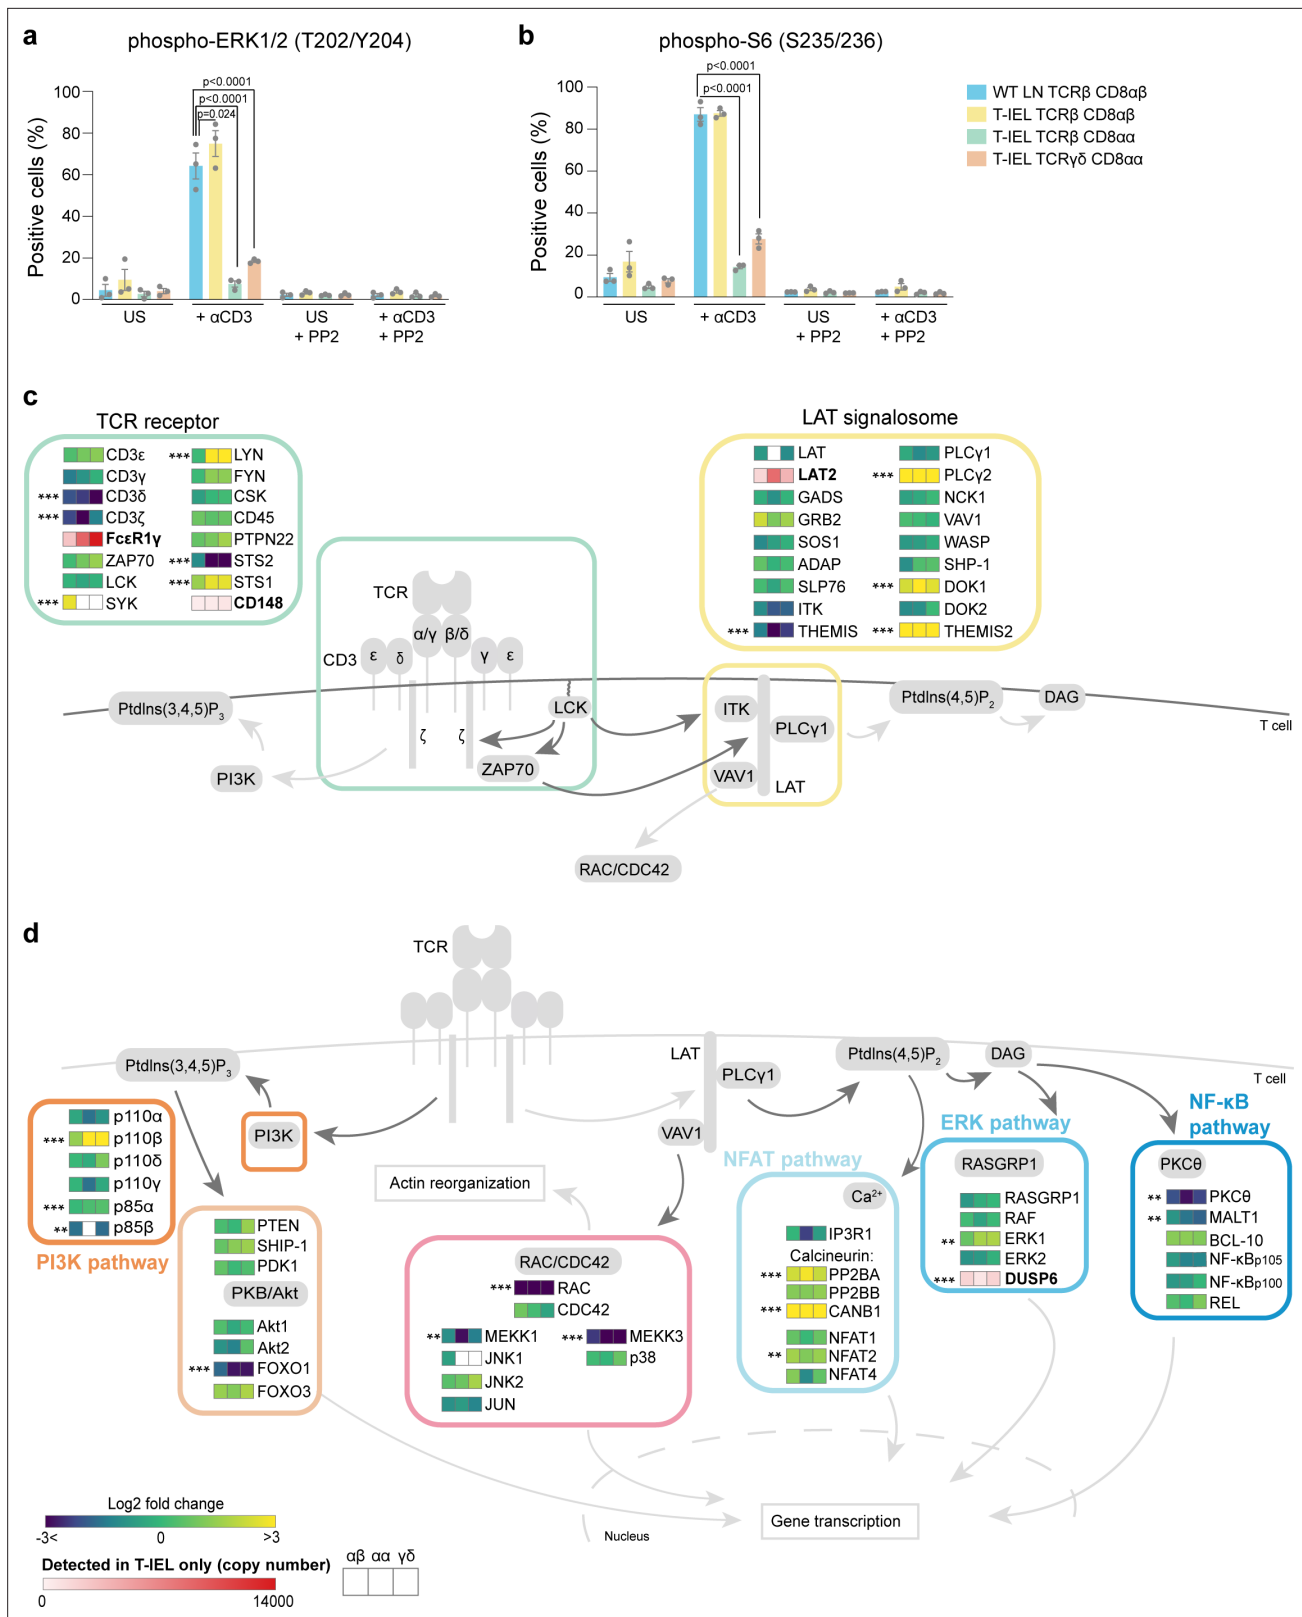 a
phospho-ERK1/2 (T202/Y204)
Positive cells (%)
100
80
60
40
20
0
p<0.0001
p<0.0001
p=0.024
US
+ αCD3
US
+ PP2
+ αCD3
+ PP2
b
phospho-S6 (S235/236)
Positive cells (%)
100
80
60
40
20
0
p<0.0001
p<0.0001
US
+ αCD3
US
+ PP2
+ αCD3
+ PP2
WT LN TCRβ CD8αβ
T-IEL TCRβ CD8αβ
T-IEL TCRβ CD8αα
T-IEL TCRγδ CD8αα
c
TCR receptor
CD3ε
CD3γ
*** CD3δ
*** CD3ζ
FcεR1γ
ZAP70
LCK
*** SYK
*** LYN
FYN
CSK
CD45
PTPN22
*** STS2
*** STS1
CD148
LAT signalosome
LAT
LAT2
GADS
GRB2
SOS1
ADAP
SLP76
ITK
*** THEMIS
PLCγ1
*** PLCγ2
NCK1
VAV1
WASP
SHP-1
*** DOK1
DOK2
*** THEMIS2
TCR
α/γ β/δ
CD3
ε δ γ ε
ζ ζ
LCK
ZAP70
PtdIns(3,4,5)P3
PI3K
ITK
PLCγ1
VAV1
LAT
RAC/CDC42
PtdIns(4,5)P2
DAG
T cell
d
TCR
PtdIns(3,4,5)P3
PI3K
LAT
PLCγ1
VAV1
PtdIns(4,5)P2
DAG
T cell
p110α
*** p110β
p110δ
p110γ
*** p85α
** p85β
PI3K pathway
PTEN
SHIP-1
PDK1
PKB/Akt
Akt1
Akt2
*** FOXO1
FOXO3
Actin reorganization
RAC/CDC42
*** RAC
CDC42
** MEKK1
JNK1
JNK2
JUN
*** MEKK3
p38
NFAT pathway
Ca2+
IP3R1
Calcineurin:
*** PP2BA
PP2BB
*** CANB1
NFAT1
** NFAT2
NFAT4
ERK pathway
RASGRP1
RASGRP1
RAF
** ERK1
ERK2
*** DUSP6
NF-κB
pathway
PKCθ
** PKCθ
** MALT1
BCL-10
NF-κBp105
NF-κBp100
REL
Nucleus
Gene transcription
Log2 fold change
-3<
0
>3
Detected in T-IEL only (copy number)
0
14000
αβ αα γδ